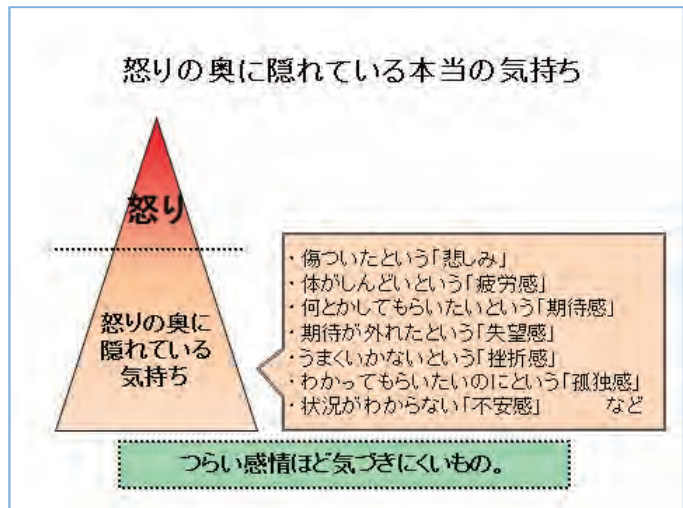 怒りの奥に隠れている本当の気持ち
怒り
怒りの奥に
隠れている
気持ち
・傷ついたという「悲しみ」
・体がしんどいという「疲労感」
・何とかしてもらいたいという「期待感」
・期待が外れたという「失望感」
・うまくいかないという「挫折感」
・わかってもらいたいのにという「孤独感」
・状況がわからない「不安感」 など
つらい感情ほど気づきにくいもの。